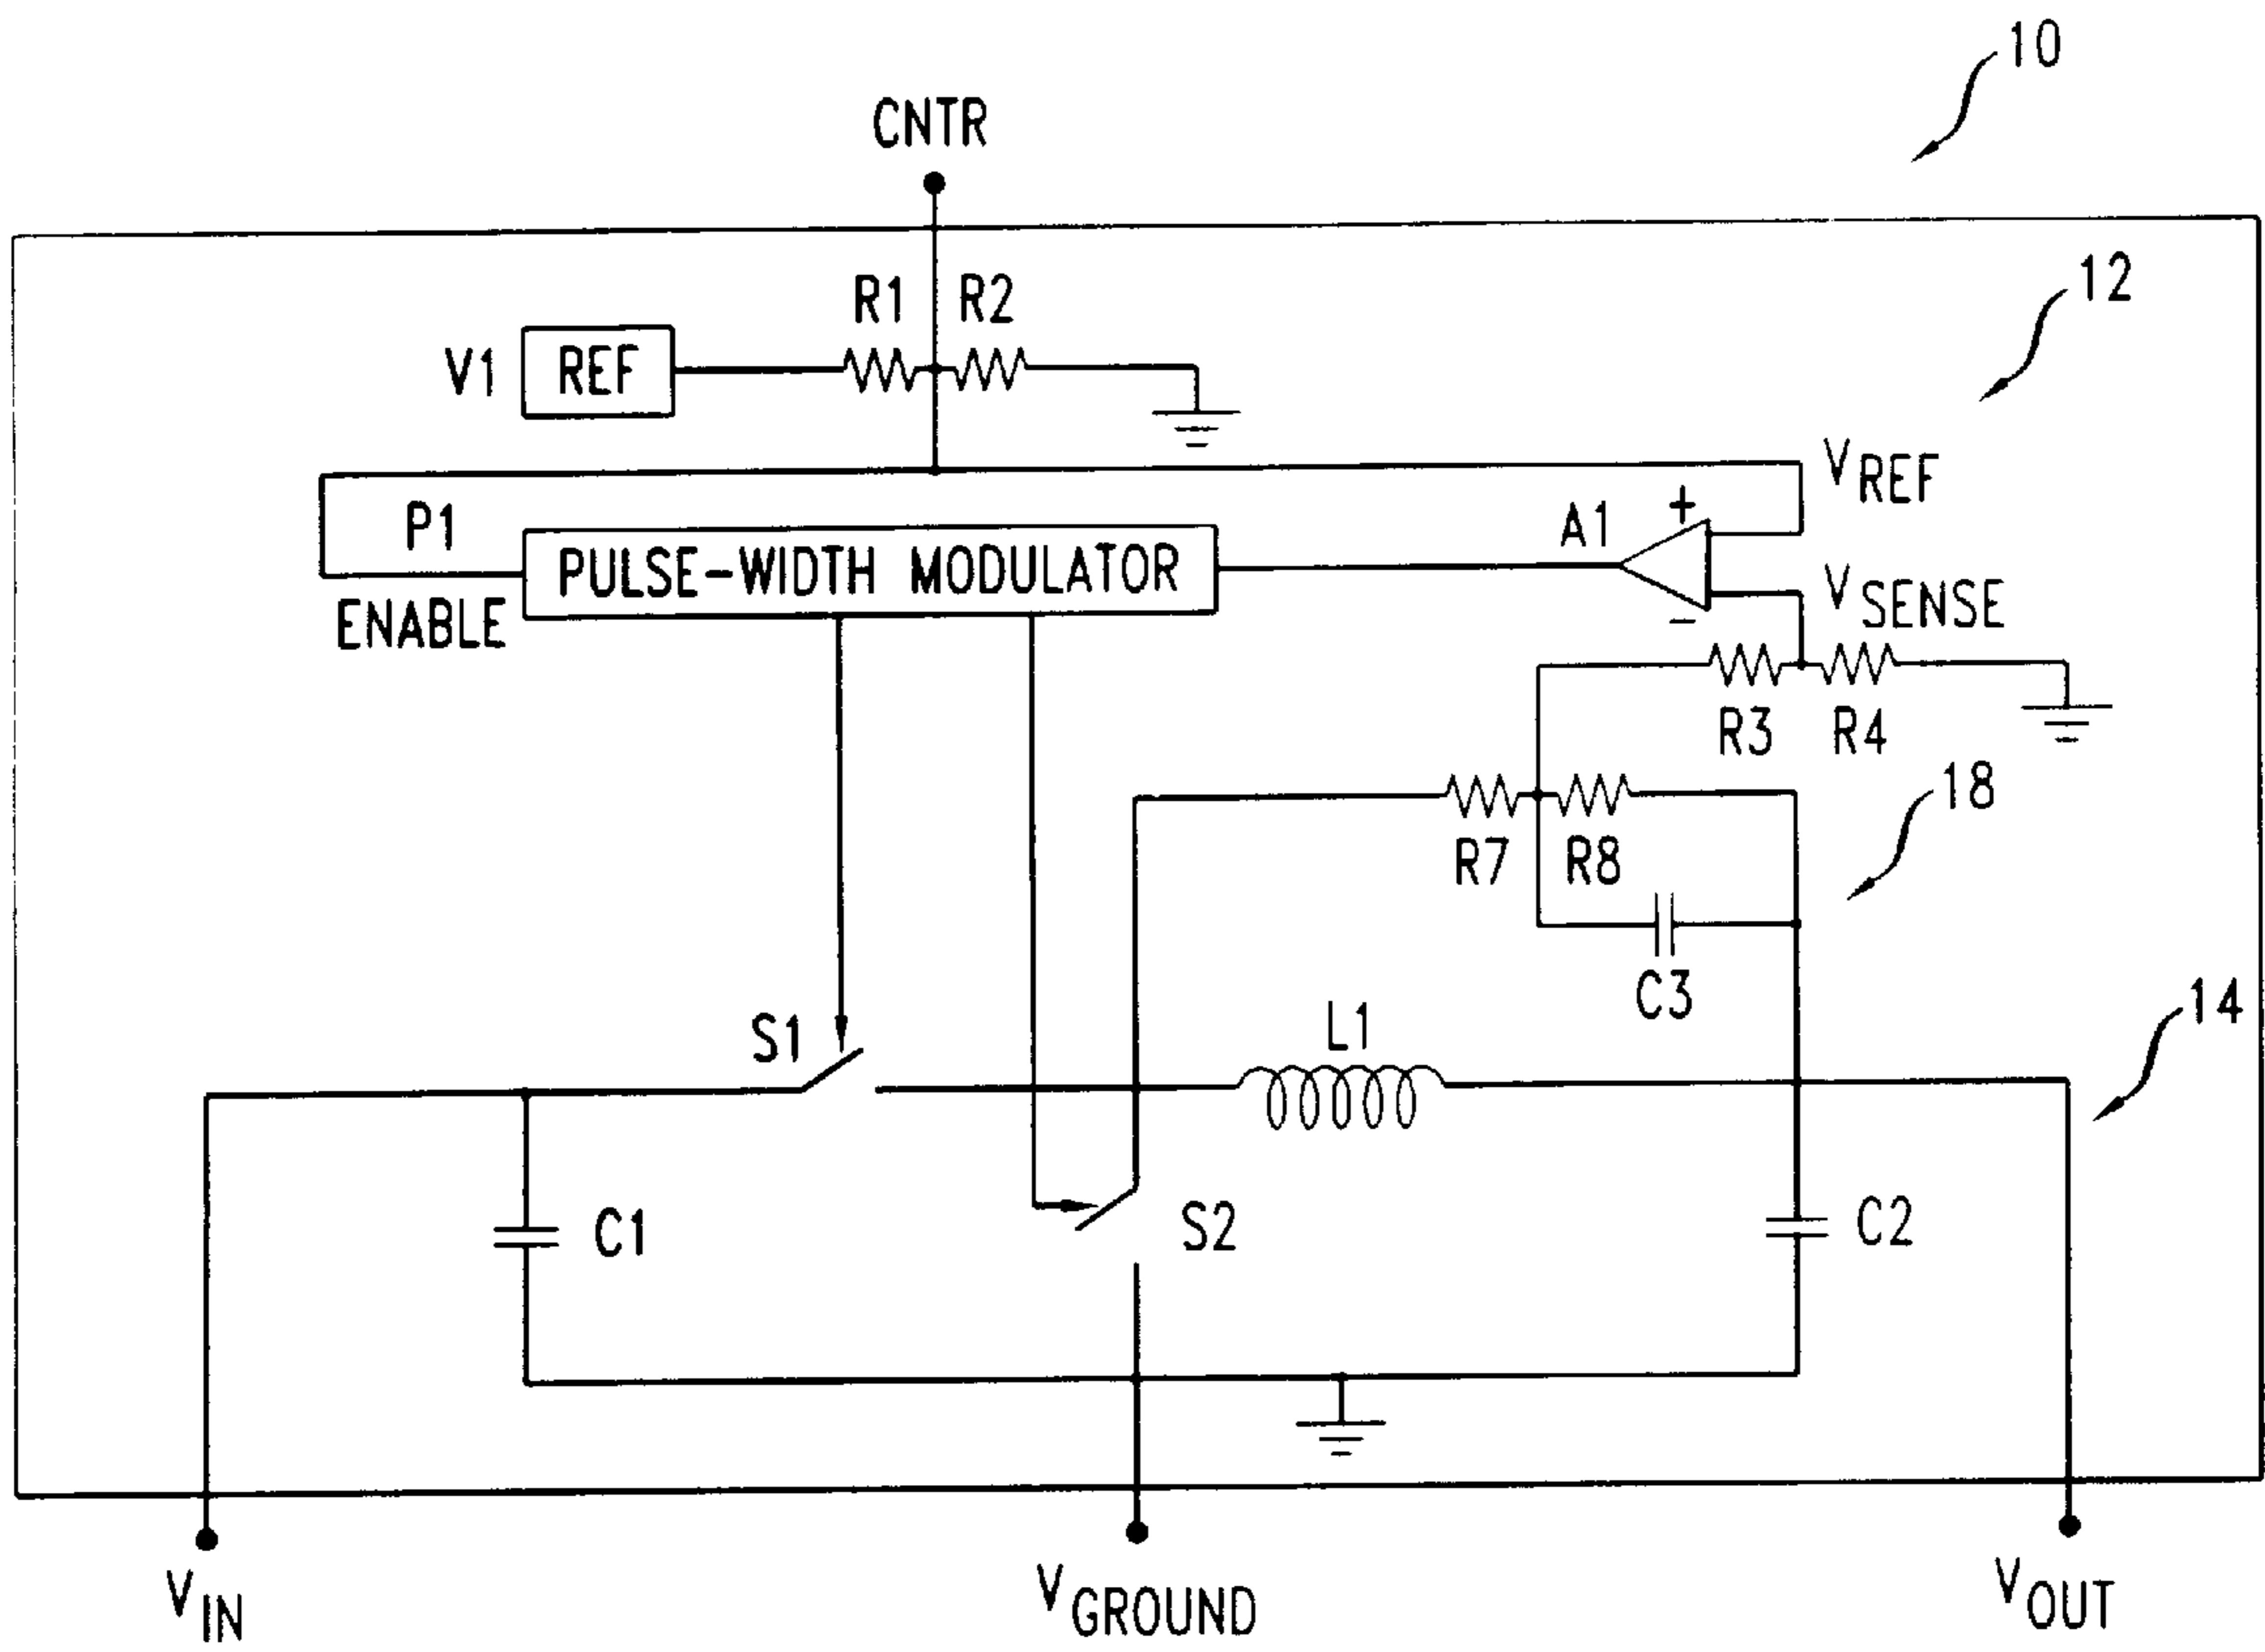 10
CNTR
12
R1 R2
V1 REF
VREF
P1
A1 +
PULSE-WIDTH MODULATOR
ENABLE
VSENSE
-
R3 R4
18
R7 R8
C3
14
S1
L1
S2
C1
C2
VIN
VGROUND
VOUT